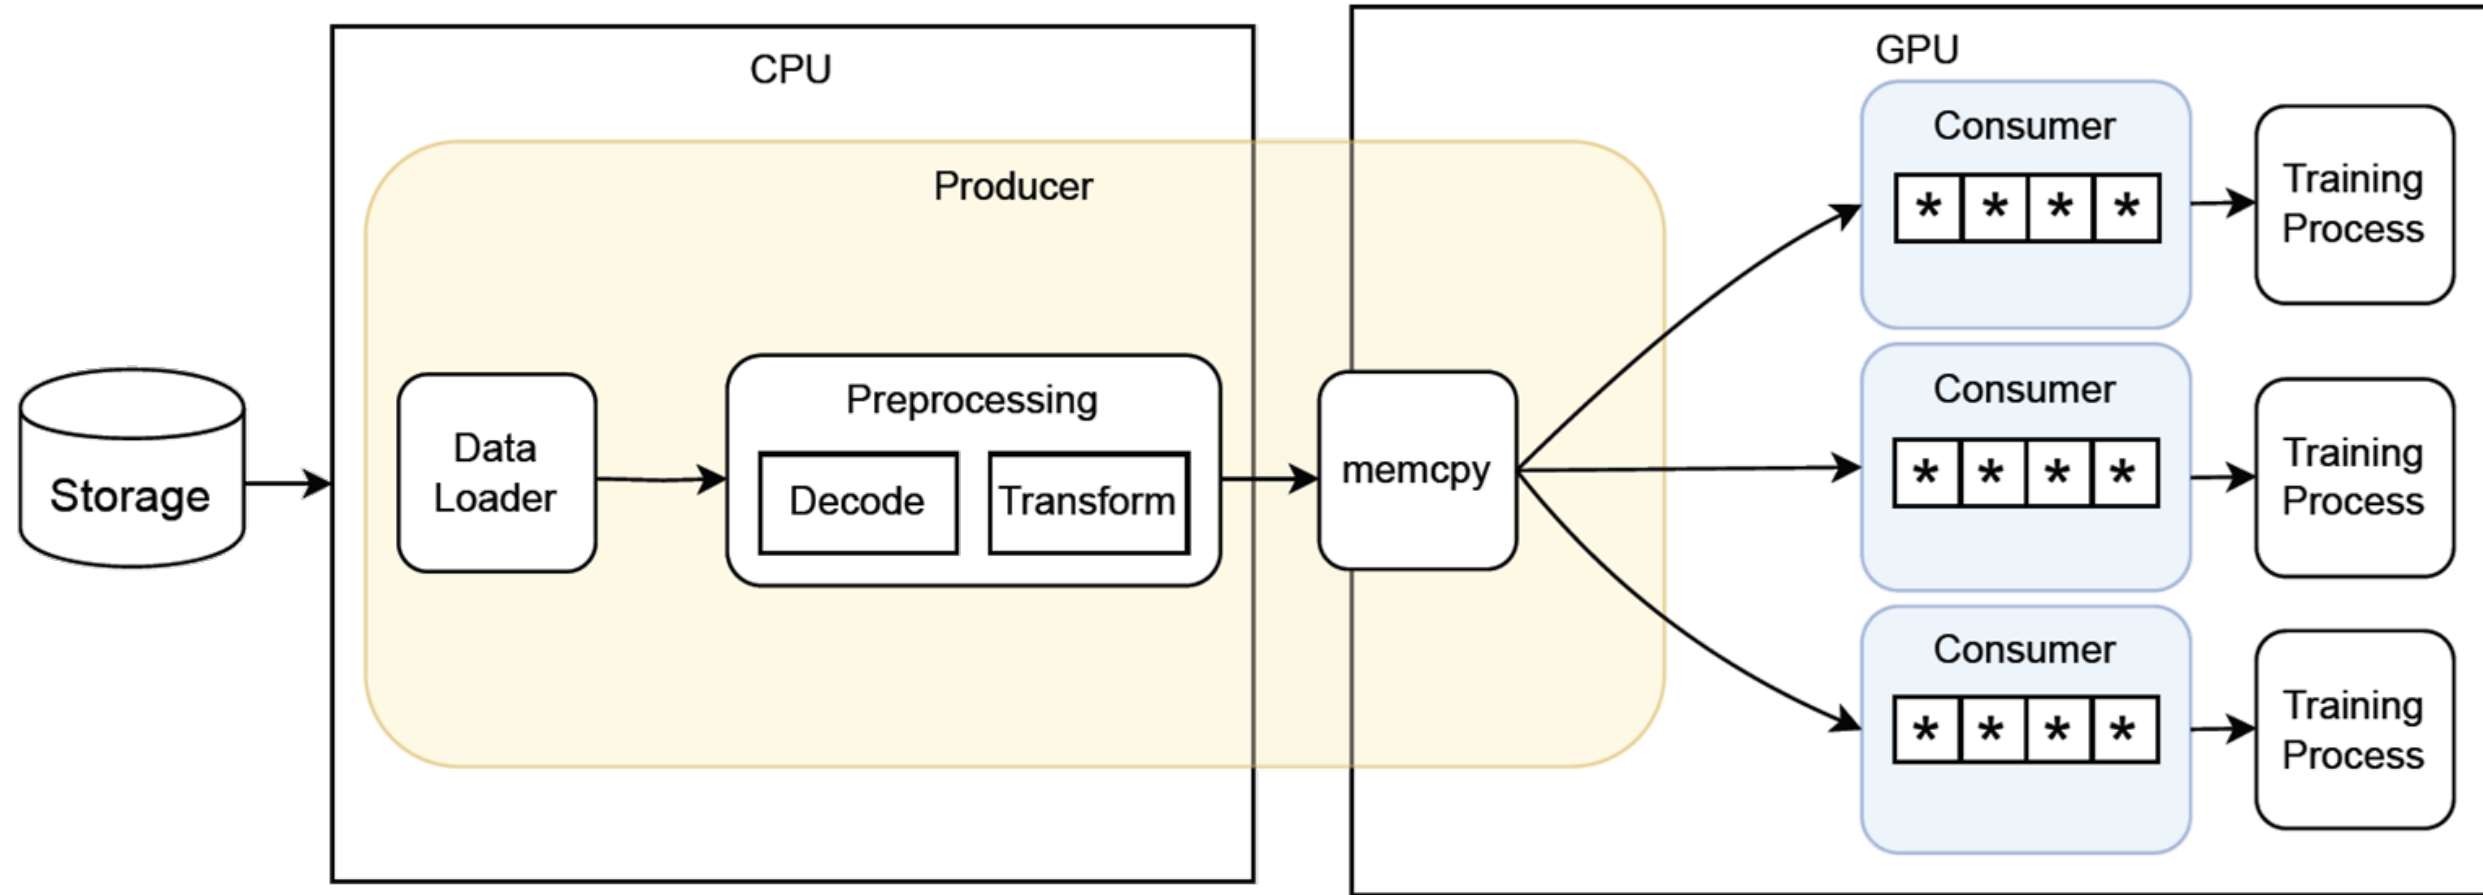 CPU
GPU
Producer
Storage
Data
Loader
Preprocessing
Decode
Transform
memcpy
Consumer
* * * *
Training
Process
Consumer
* * * *
Training
Process
Consumer
* * * *
Training
Process